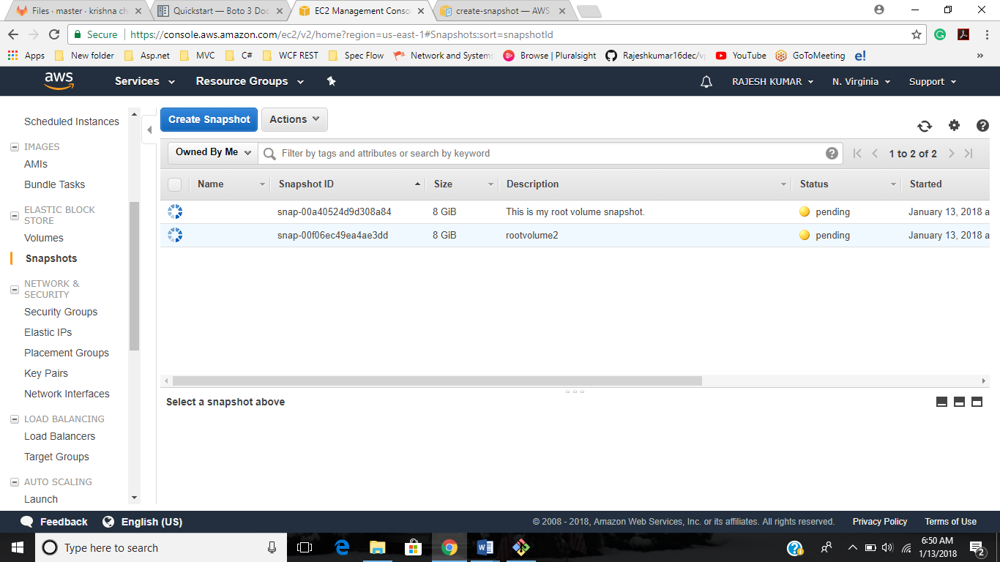 Files · master · krishna ch
Quickstart — Boto 3 Doc
EC2 Management Conso
create-snapshot — AWS
Secure
https://console.aws.amazon.com/ec2/v2/home?region=us-east-1#Snapshots:sort=snapshotId
Apps New folder Asp.net MVC C# WCF REST Spec Flow Network and Systems Browse | Pluralsight Rajeshkumar16dec/vp YouTube GoToMeeting e! »
aws Services Resource Groups RAJESH KUMAR N. Virginia Support
Scheduled Instances
IMAGES
AMIs
Bundle Tasks
ELASTIC BLOCK
STORE
Volumes
Snapshots
NETWORK &
SECURITY
Security Groups
Elastic IPs
Placement Groups
Key Pairs
Network Interfaces
LOAD BALANCING
Load Balancers
Target Groups
AUTO SCALING
Launch
Create Snapshot Actions
Owned By Me Filter by tags and attributes or search by keyword 1 to 2 of 2
Name Snapshot ID Size Description Status Started
snap-00a40524d9d308a84 8 GiB This is my root volume snapshot. pending January 13, 2018 a
snap-00f06ec49ea4ae3dd 8 GiB rootvolume2 pending January 13, 2018 a
Select a snapshot above
Feedback English (US) © 2008 - 2018, Amazon Web Services, Inc. or its affiliates. All rights reserved. Privacy Policy Terms of Use
Type here to search
6:50 AM
1/13/2018
2